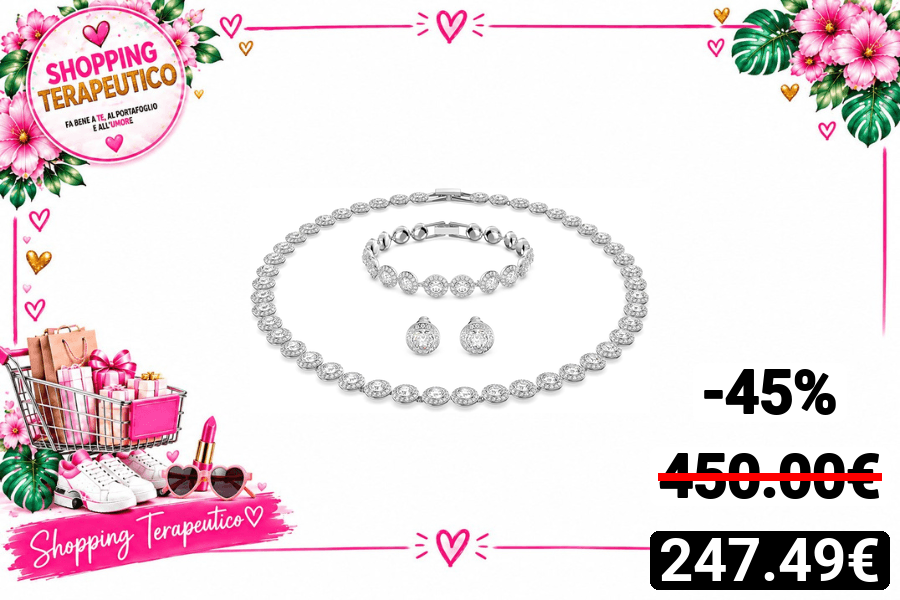 SHOPPING
TERAPEUTICO
FA BENE A TE, AL PORTAFOGLIO
E ALL'UMORE
-45%
450.00€
247.49€
Shopping Terapeutico